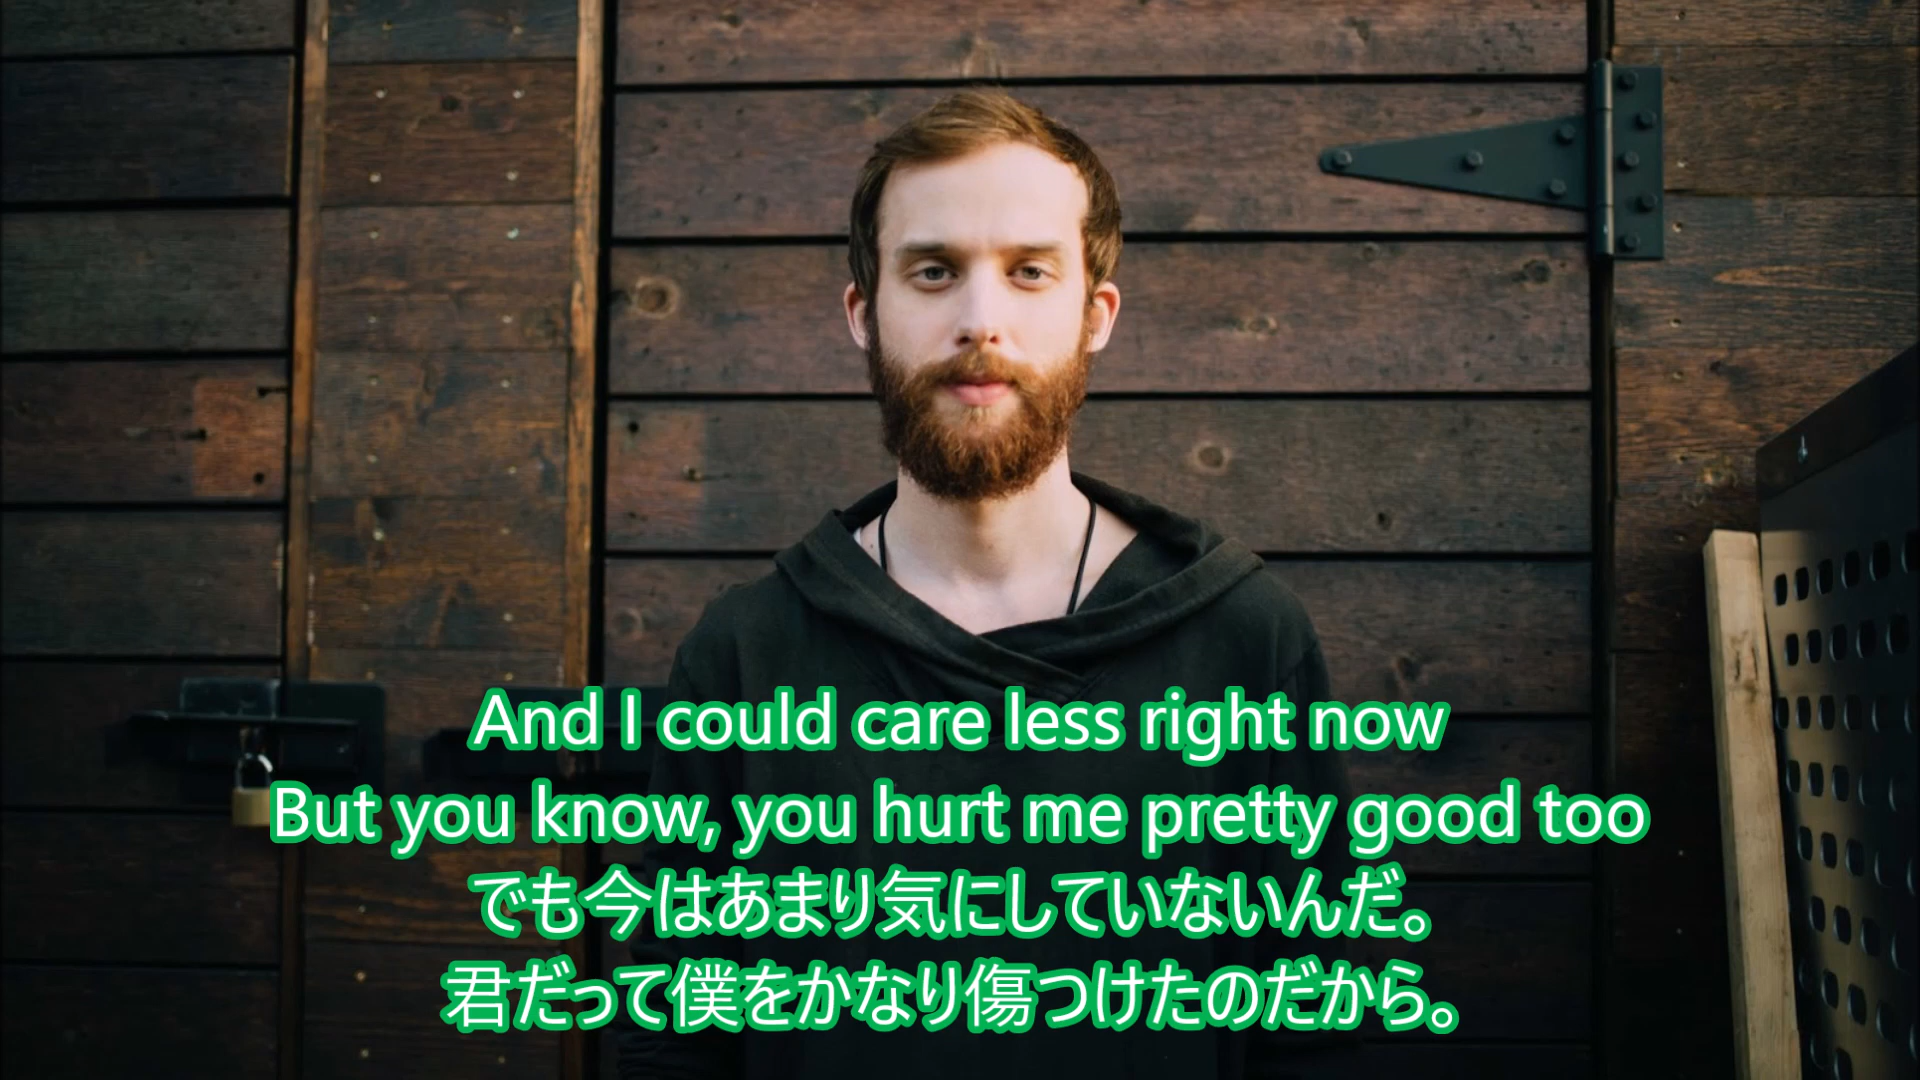 And I could care less right now
But you know, you hurt me pretty good too
でも今はあまり気にしていないんだ。
君だって僕をかなり傷つけたのだから。